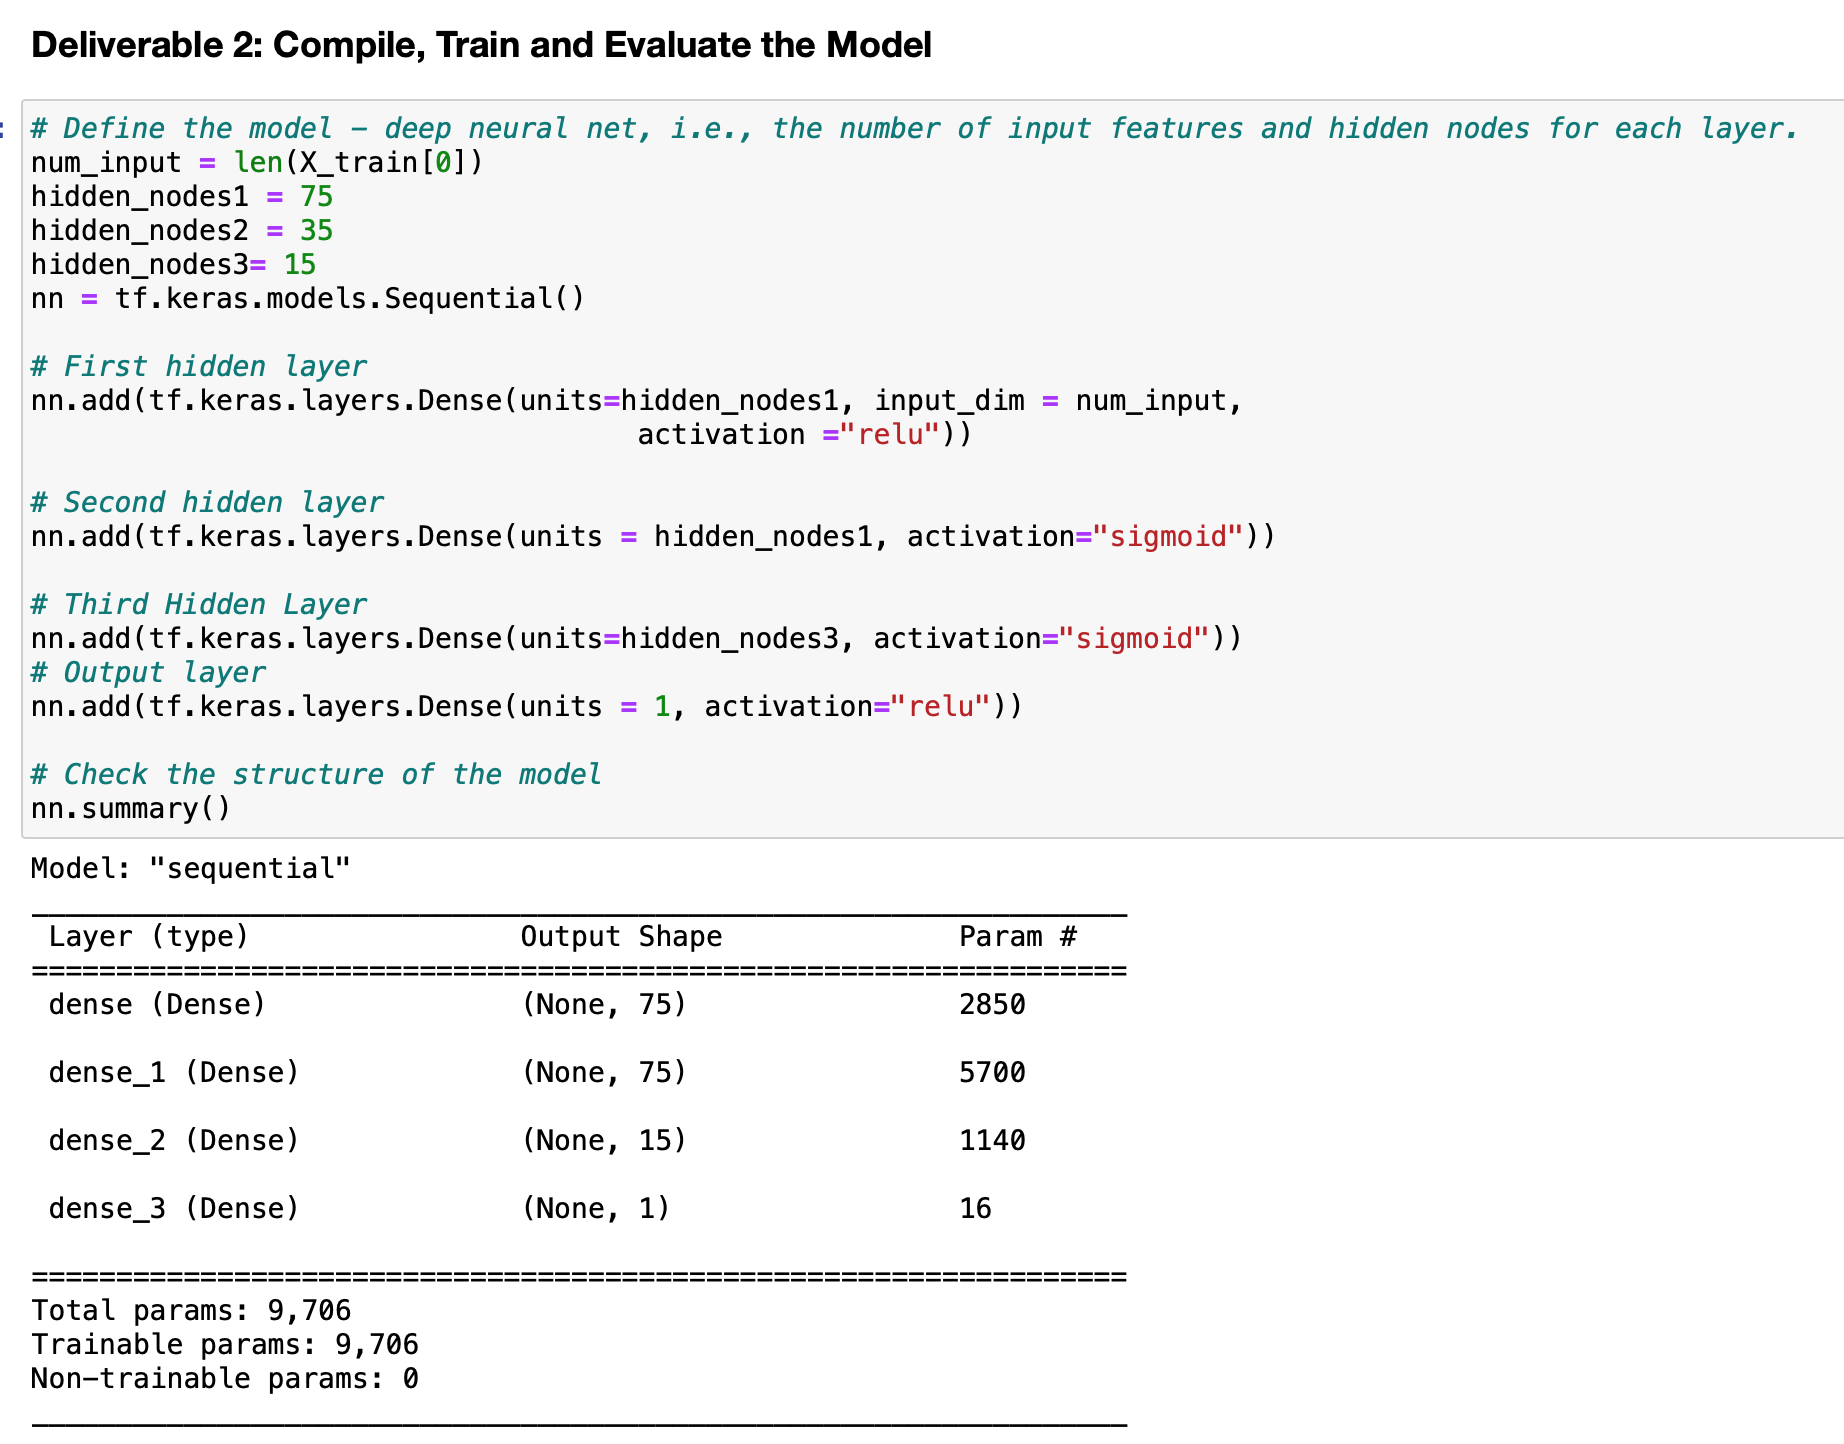 Deliverable 2: Compile, Train and Evaluate the Model
: # Define the model – deep neural net, i.e., the number of input features and hidden nodes for each layer.
num_input = len(X_train[0])
hidden_nodes1 = 75
hidden_nodes2 = 35
hidden_nodes3= 15
nn = tf.keras.models.Sequential()
# First hidden layer
nn.add(tf.keras.layers.Dense(units=hidden_nodes1, input_dim = num_input,
activation ="relu"))
# Second hidden layer
nn.add(tf.keras.layers.Dense(units = hidden_nodes1, activation="sigmoid"))
# Third Hidden Layer
nn.add(tf.keras.layers.Dense(units=hidden_nodes3, activation="sigmoid"))
# Output layer
nn.add(tf.keras.layers.Dense(units = 1, activation="relu"))
# Check the structure of the model
nn.summary()
Model: "sequential"
Layer (type) Output Shape Param #
=================================================================
dense (Dense) (None, 75) 2850
dense_1 (Dense) (None, 75) 5700
dense_2 (Dense) (None, 15) 1140
dense_3 (Dense) (None, 1) 16
=================================================================
Total params: 9,706
Trainable params: 9,706
Non-trainable params: 0